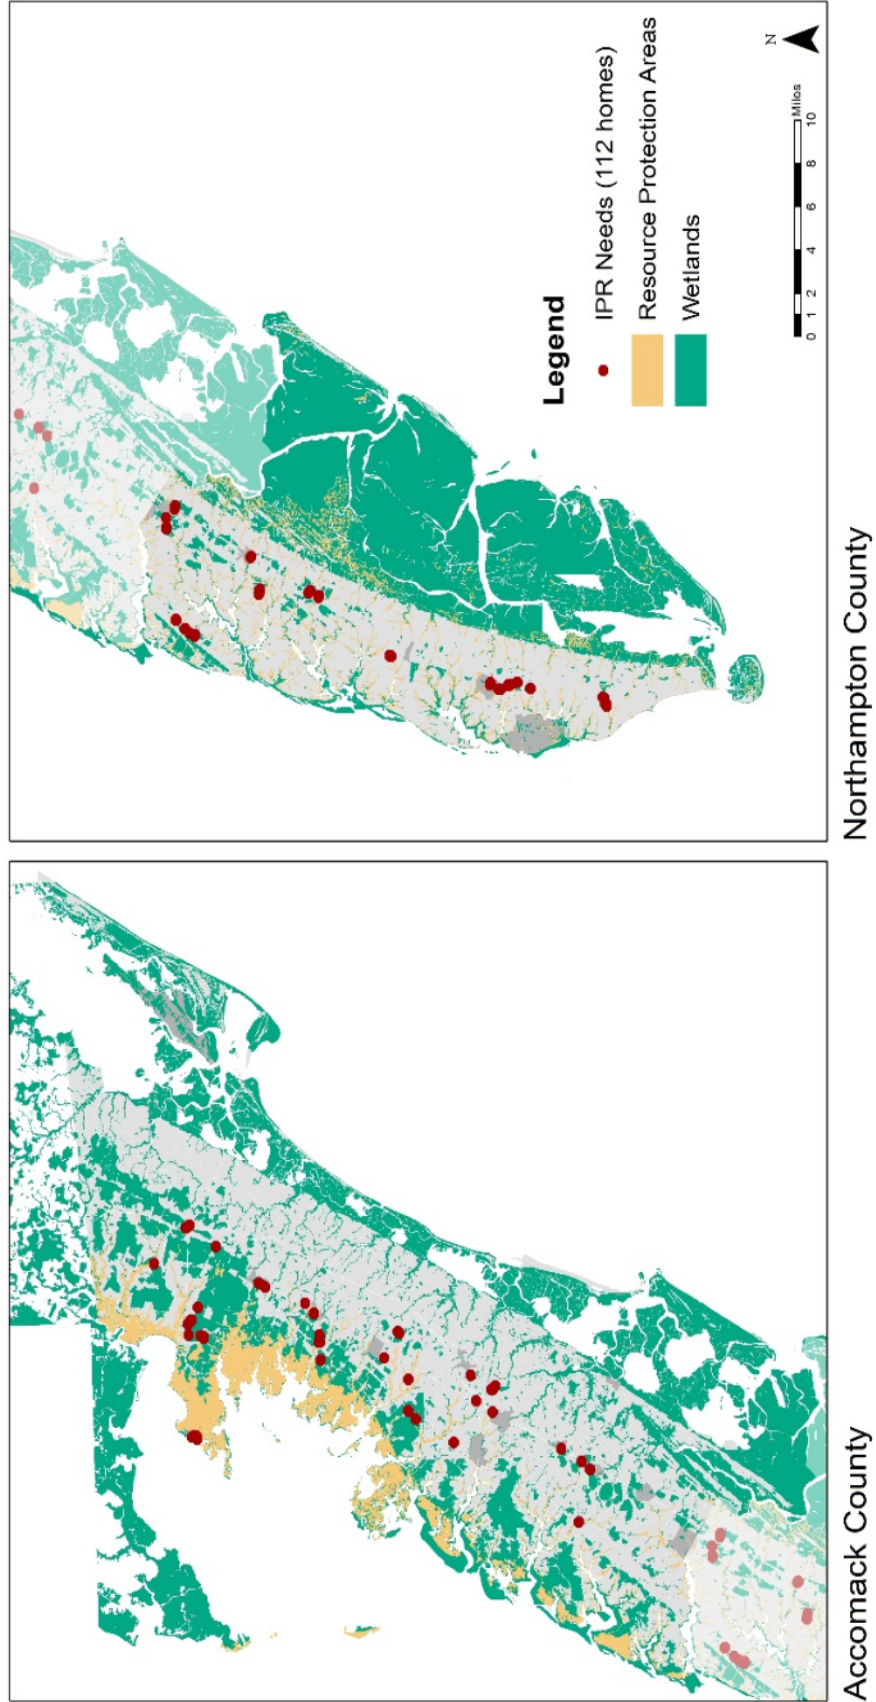 Accomack County
Northampton County
Legend
IPR Needs (112 homes)
Resource Protection Areas
Wetlands
N
0 1 2 4 6 8 10
Miles